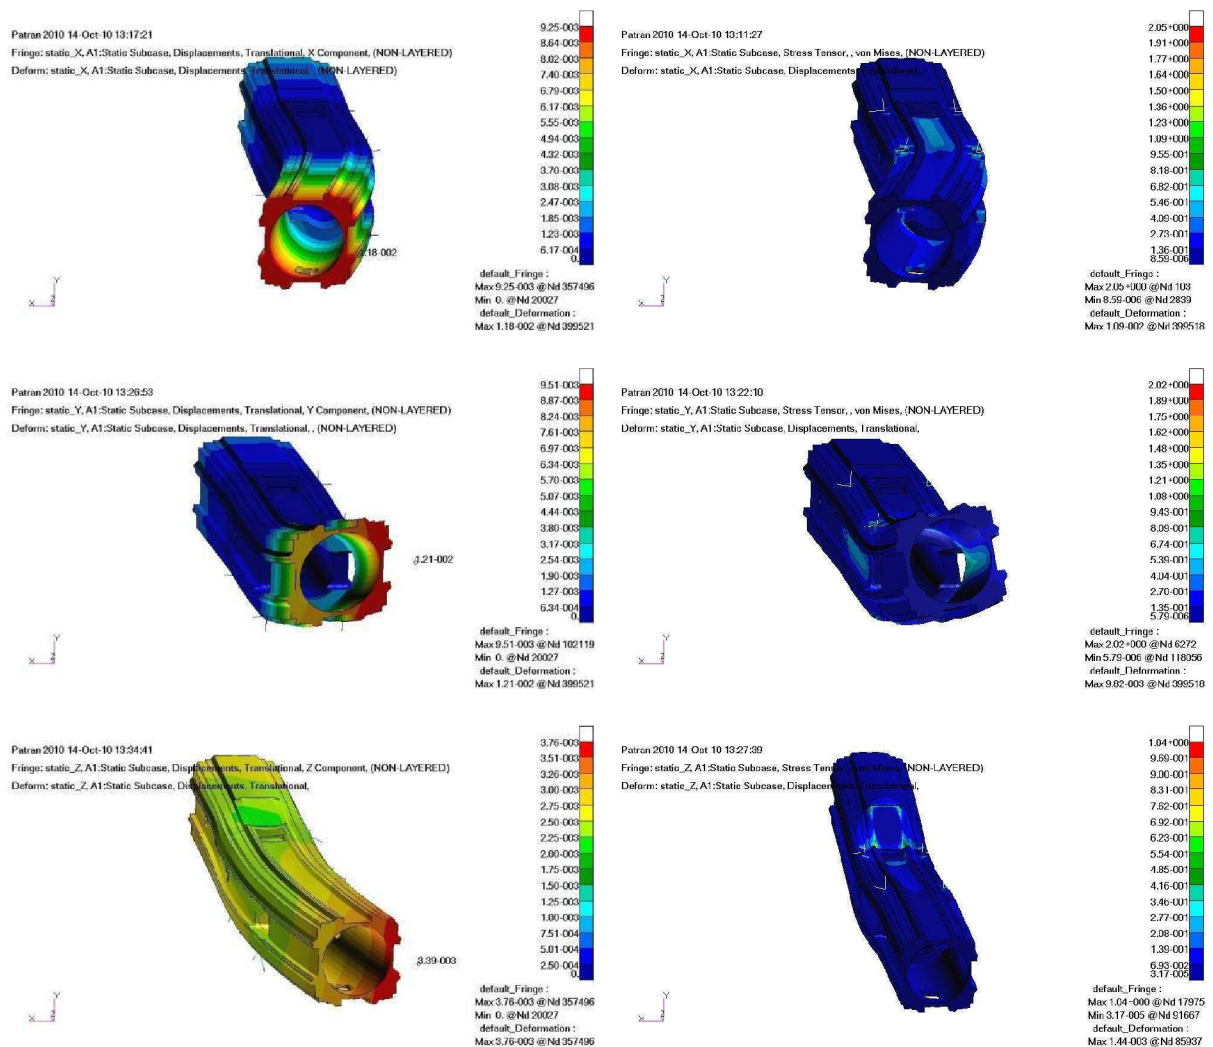 Patran 2010 14-Oct-10 13:17:21
Fringe: static_X, A1:Static Subcase, Displacements, Translational, X Component, (NON-LAYERED)
Deform: static_X, A1:Static Subcase, Displacements, Translational, , (NON-LAYERED)
9.25-003
8.64-003
8.02-003
7.40-003
6.79-003
6.17-003
5.55-003
4.94-003
4.32-003
3.70-003
3.08-003
2.47-003
1.85-003
1.23-003
6.17-004
0.
1.18-002
default_Fringe :
Max 9.25-003 @Nd 357496
Min 0. @Nd 20027
default_Deformation :
Max 1.18-002 @Nd 399521
Y
X
Z
Patran 2010 14-Oct-10 13:11:27
Fringe: static_X, A1:Static Subcase, Stress Tensor, , von Mises, (NON-LAYERED)
Deform: static_X, A1:Static Subcase, Displacements, Translational,
2.05+000
1.91+000
1.77+000
1.64+000
1.50+000
1.36+000
1.23+000
1.09+000
9.55-001
8.18-001
6.82-001
5.46-001
4.09-001
2.73-001
1.36-001
8.59-006
default_Fringe :
Max 2.05+000 @Nd 103
Min 8.59-006 @Nd 2839
default_Deformation :
Max 1.09-002 @Nd 399518
Y
X
Z
Patran 2010 14-Oct-10 13:26:53
Fringe: static_Y, A1:Static Subcase, Displacements, Translational, Y Component, (NON-LAYERED)
Deform: static_Y, A1:Static Subcase, Displacements, Translational, , (NON-LAYERED)
9.51-003
8.87-003
8.24-003
7.61-003
6.97-003
6.34-003
5.70-003
5.07-003
4.44-003
3.80-003
3.17-003
2.54-003
1.90-003
1.27-003
6.34-004
0.
1.21-002
default_Fringe :
Max 9.51-003 @Nd 102119
Min 0. @Nd 20027
default_Deformation :
Max 1.21-002 @Nd 399521
Y
X
Z
Patran 2010 14-Oct-10 13:22:10
Fringe: static_Y, A1:Static Subcase, Stress Tensor, , von Mises, (NON-LAYERED)
Deform: static_Y, A1:Static Subcase, Displacements, Translational,
2.02+000
1.89+000
1.75+000
1.62+000
1.48+000
1.35+000
1.21+000
1.08+000
9.43-001
8.09-001
6.74-001
5.39-001
4.04-001
2.70-001
1.35-001
5.79-006
default_Fringe :
Max 2.02+000 @Nd 6272
Min 5.79-006 @Nd 118056
default_Deformation :
Max 9.82-003 @Nd 399518
Y
X
Z
Patran 2010 14-Oct-10 13:34:41
Fringe: static_Z, A1:Static Subcase, Displacements, Translational, Z Component, (NON-LAYERED)
Deform: static_Z, A1:Static Subcase, Displacements, Translational,
3.76-003
3.51-003
3.26-003
3.00-003
2.75-003
2.50-003
2.25-003
2.00-003
1.75-003
1.50-003
1.25-003
1.00-003
7.51-004
5.01-004
2.50-004
0.
3.39-003
default_Fringe :
Max 3.76-003 @Nd 357496
Min 0. @Nd 20027
default_Deformation :
Max 3.76-003 @Nd 357496
Y
X
Z
Patran 2010 14-Oct-10 13:27:39
Fringe: static_Z, A1:Static Subcase, Stress Tensor, , von Mises, (NON-LAYERED)
Deform: static_Z, A1:Static Subcase, Displacements, Translational,
1.04+000
9.69-001
9.00-001
8.31-001
7.62-001
6.92-001
6.23-001
5.54-001
4.85-001
4.16-001
3.46-001
2.77-001
2.08-001
1.39-001
6.93-002
3.17-005
default_Fringe :
Max 1.04+000 @Nd 17975
Min 3.17-005 @Nd 91667
default_Deformation :
Max 1.44-003 @Nd 85937
Y
X
Z